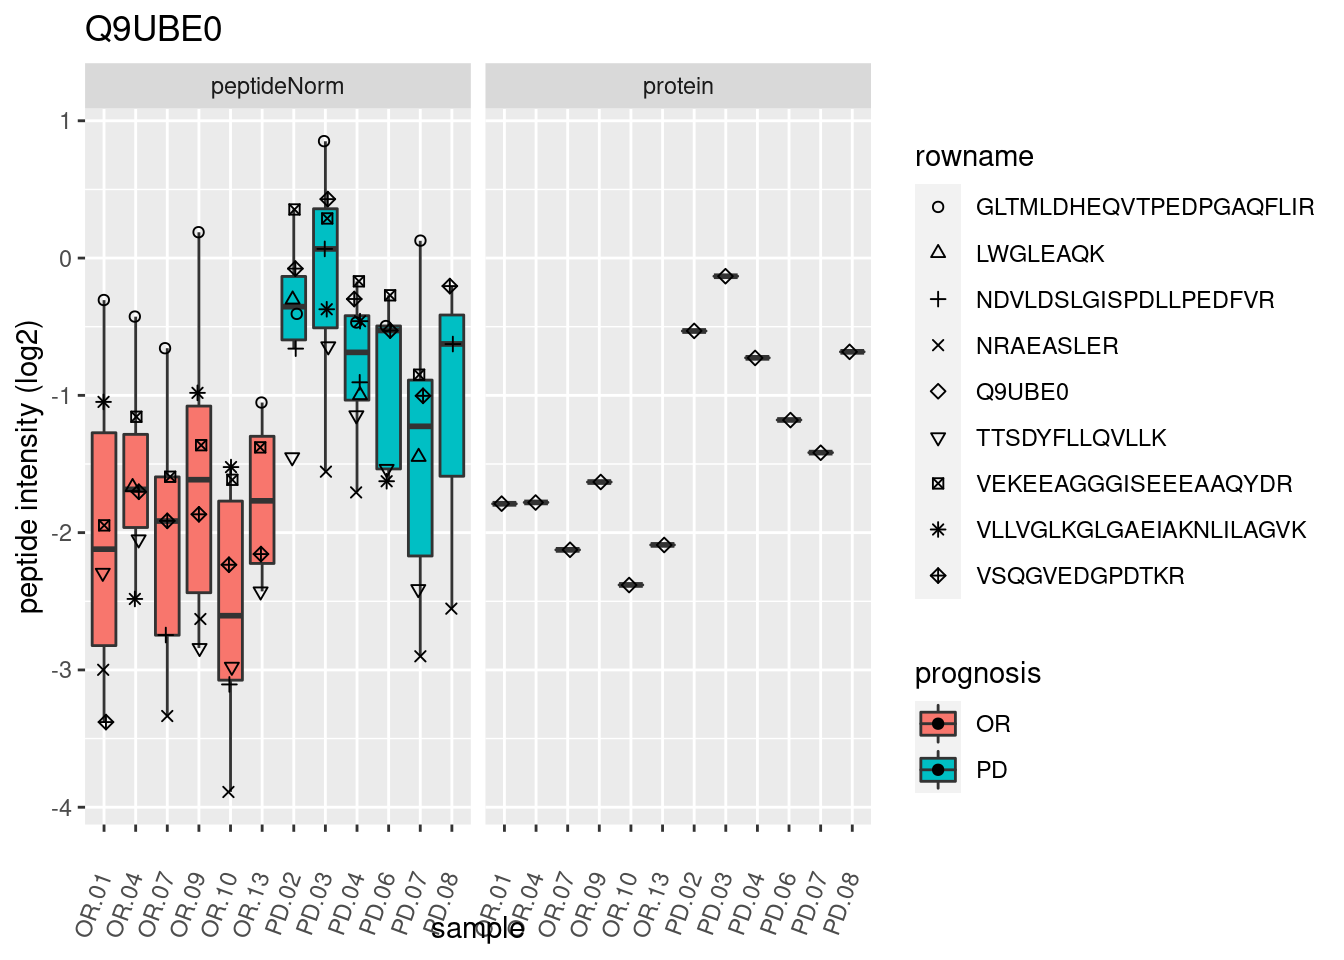 Q9UBE0
peptideNorm
protein
peptide intensity (log2)
1
0
-1
-2
-3
-4
OR.01
OR.04
OR.07
OR.09
OR.10
OR.13
PD.02
PD.03
PD.04
PD.06
PD.07
PD.08
OR.01
OR.04
OR.07
OR.09
OR.10
OR.13
PD.02
PD.03
PD.04
PD.06
PD.07
PD.08
sample
rowname
GLTMLDHEQVTPEDPGAQFLIR
LWGLEAQK
NDVLDSLGISPDLLPEDFVR
NRAEASLER
Q9UBE0
TTSDYFLLQVLLK
VEKEEAGGGISEEEAAQYDR
VLLVGLKGLGAEIAKNLILAGVK
VSQGVEDGPDTKR
prognosis
OR
PD